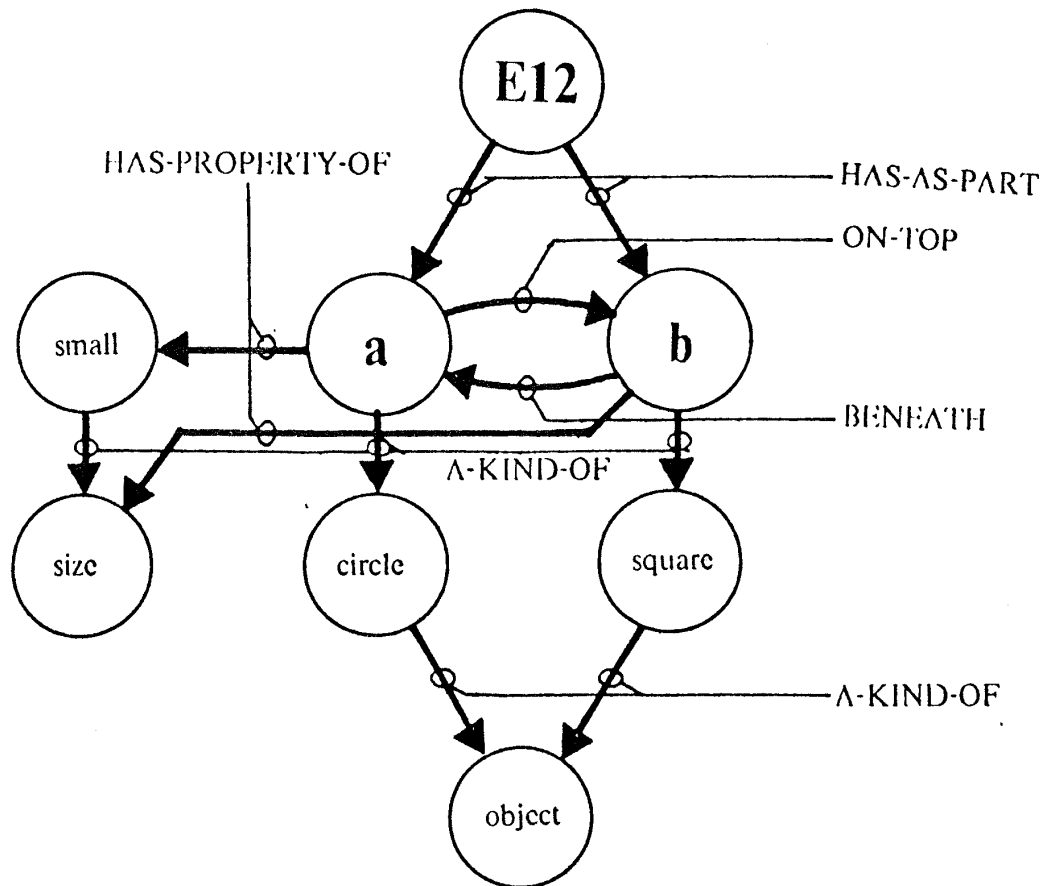 E12
HAS-PROPERTY-OF
HAS-AS-PART
ON-TOP
small
a
b
BENEATH
A-KIND-OF
size
circle
square
A-KIND-OF
object